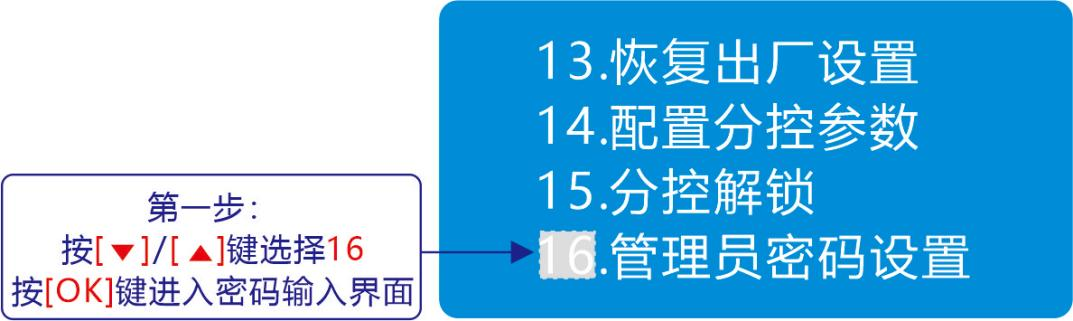 13.恢复出厂设置
14.配置分控参数
15.分控解锁
16.管理员密码设置
第一步：
按[▼]/[▲]键选择16
按[OK]键进入密码输入界面